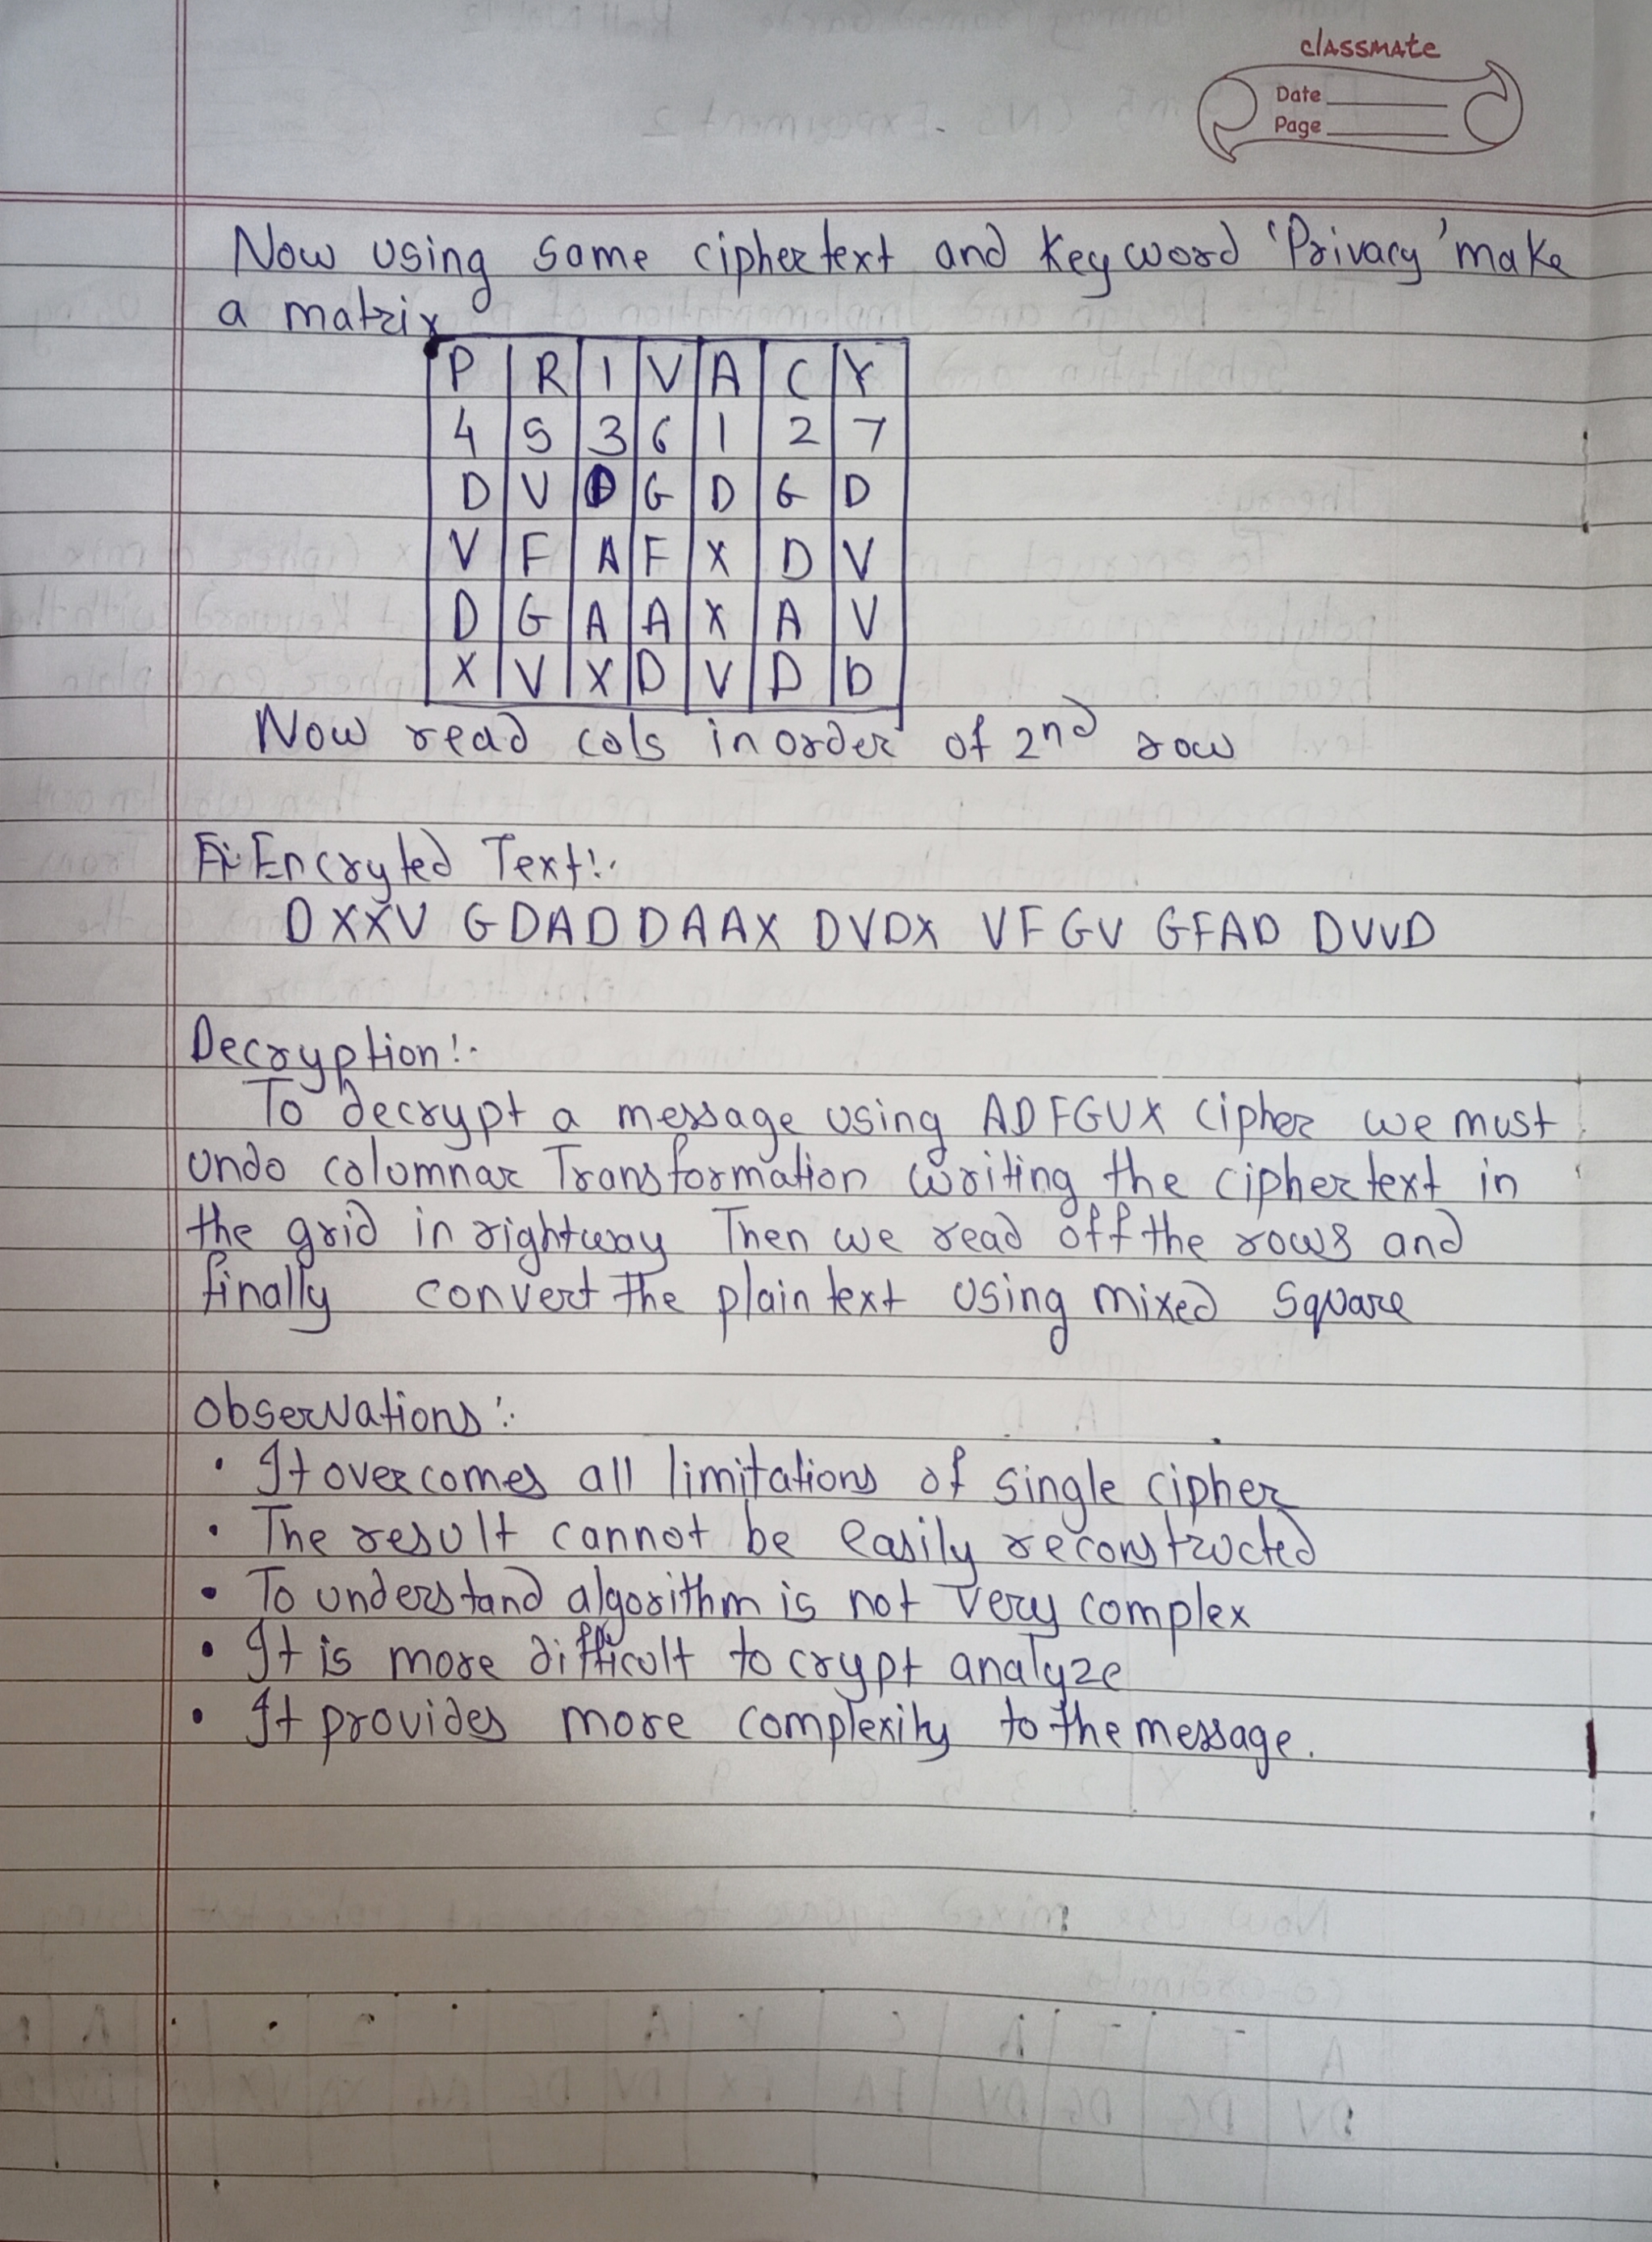 classmate
Date
Page
Now using same ciphertext and keyword 'Privacy' make
a matrix
P R I V A C Y
4 5 3 6 1 2 7
D V D G D G D
V F A F X D V
D G A A X A V
X V X D V D D
Now read cols in order of 2nd row
Encryted Text:-
DXXV GDAD DAAX DVDX VFGV GFAD DVVD
Decryption:-
To decrypt a message using ADFGVX cipher we must
undo columnar Transformation writing the ciphertext in
the grid in rightway Then we read off the rows and
finally convert the plain text using mixed square
Observations:-
• It overcomes all limitations of single cipher
• The result cannot be easily reconstructed
• To understand algorithm is not very complex
• It is more difficult to crypt analyze
• It provides more complexity to the message.